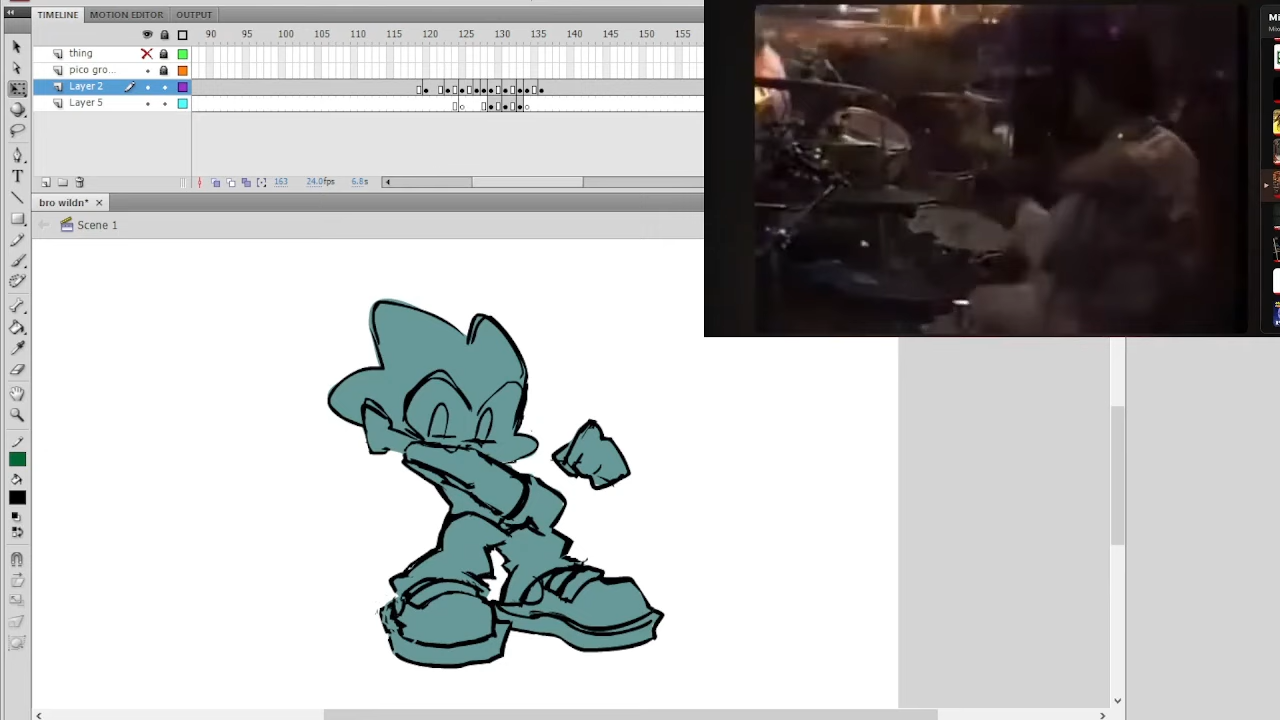 TIMELINE MOTION EDITOR OUTPUT
90 95 100 105 110 115 120 125 130 135 140 145 150 155
thing
pico gro...
Layer 2
Layer 5
163 24.0fps 6.8s
bro wildn* ×
Scene 1